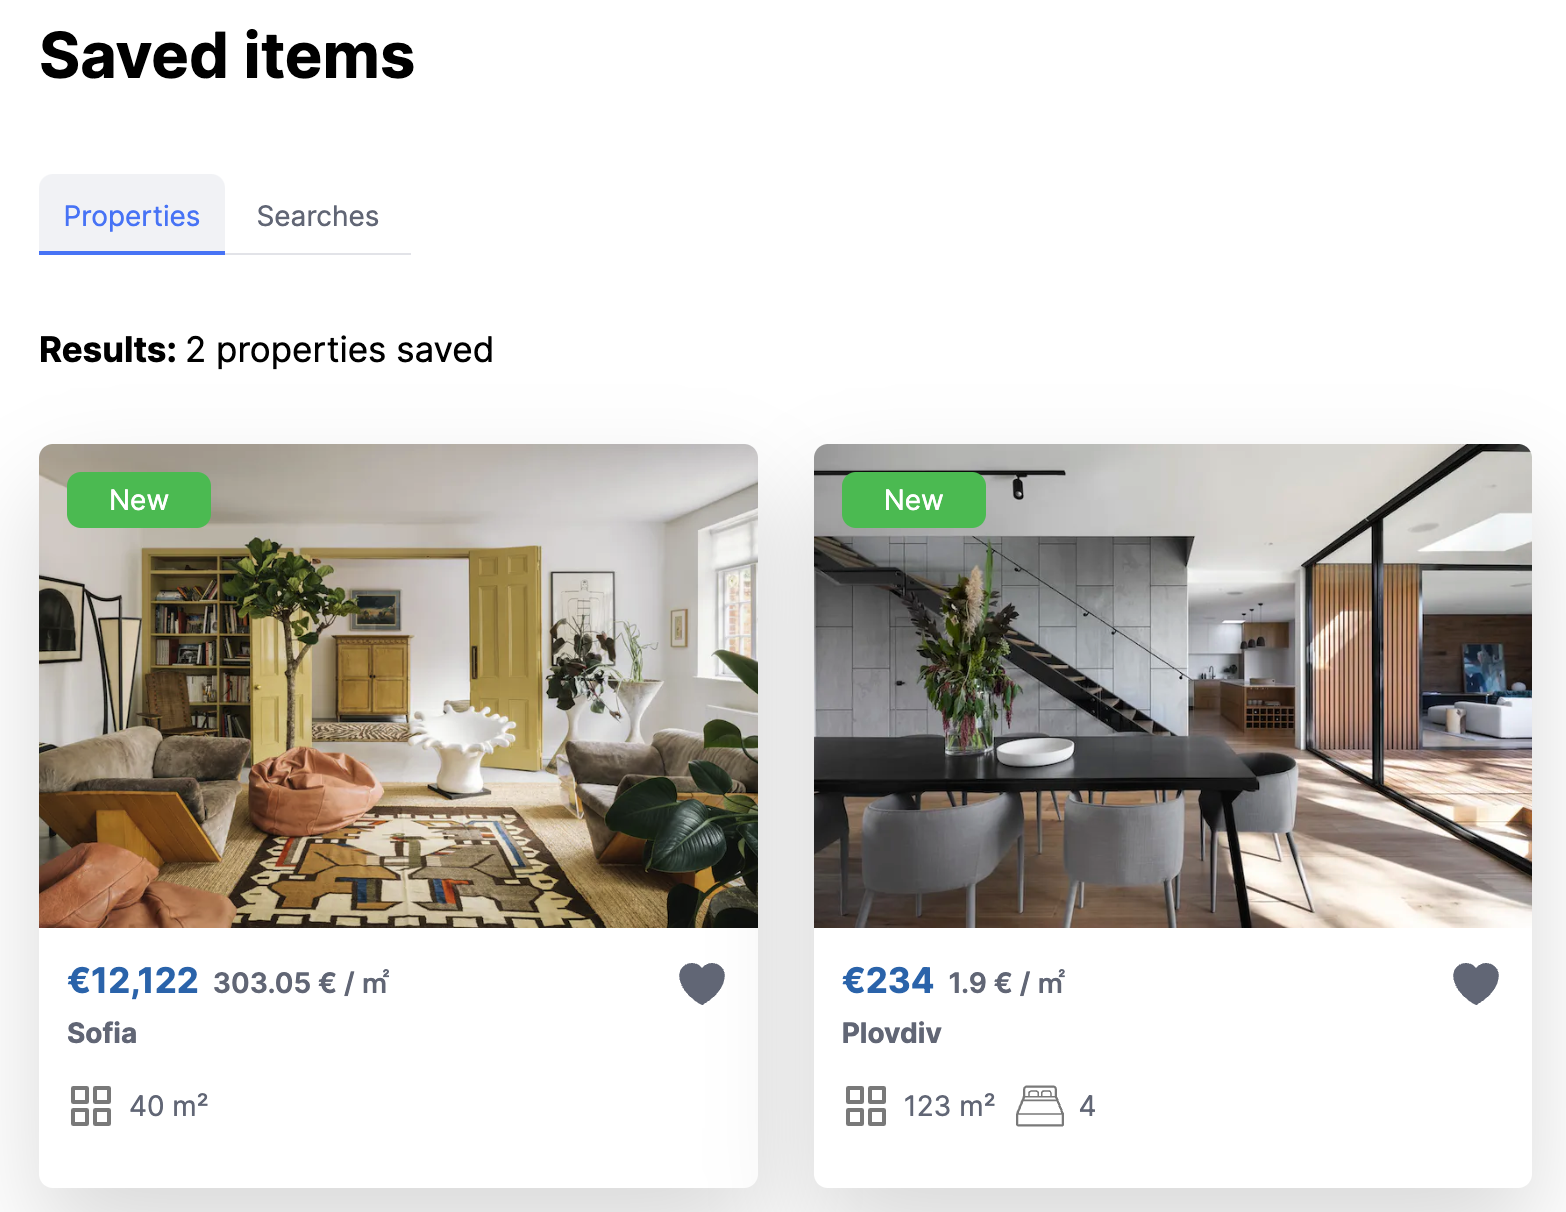 Saved items
Properties Searches
Results: 2 properties saved
New
€12,122 303.05 € / ㎡
Sofia
40 m²
New
€234 1.9 € / ㎡
Plovdiv
123 m² 4